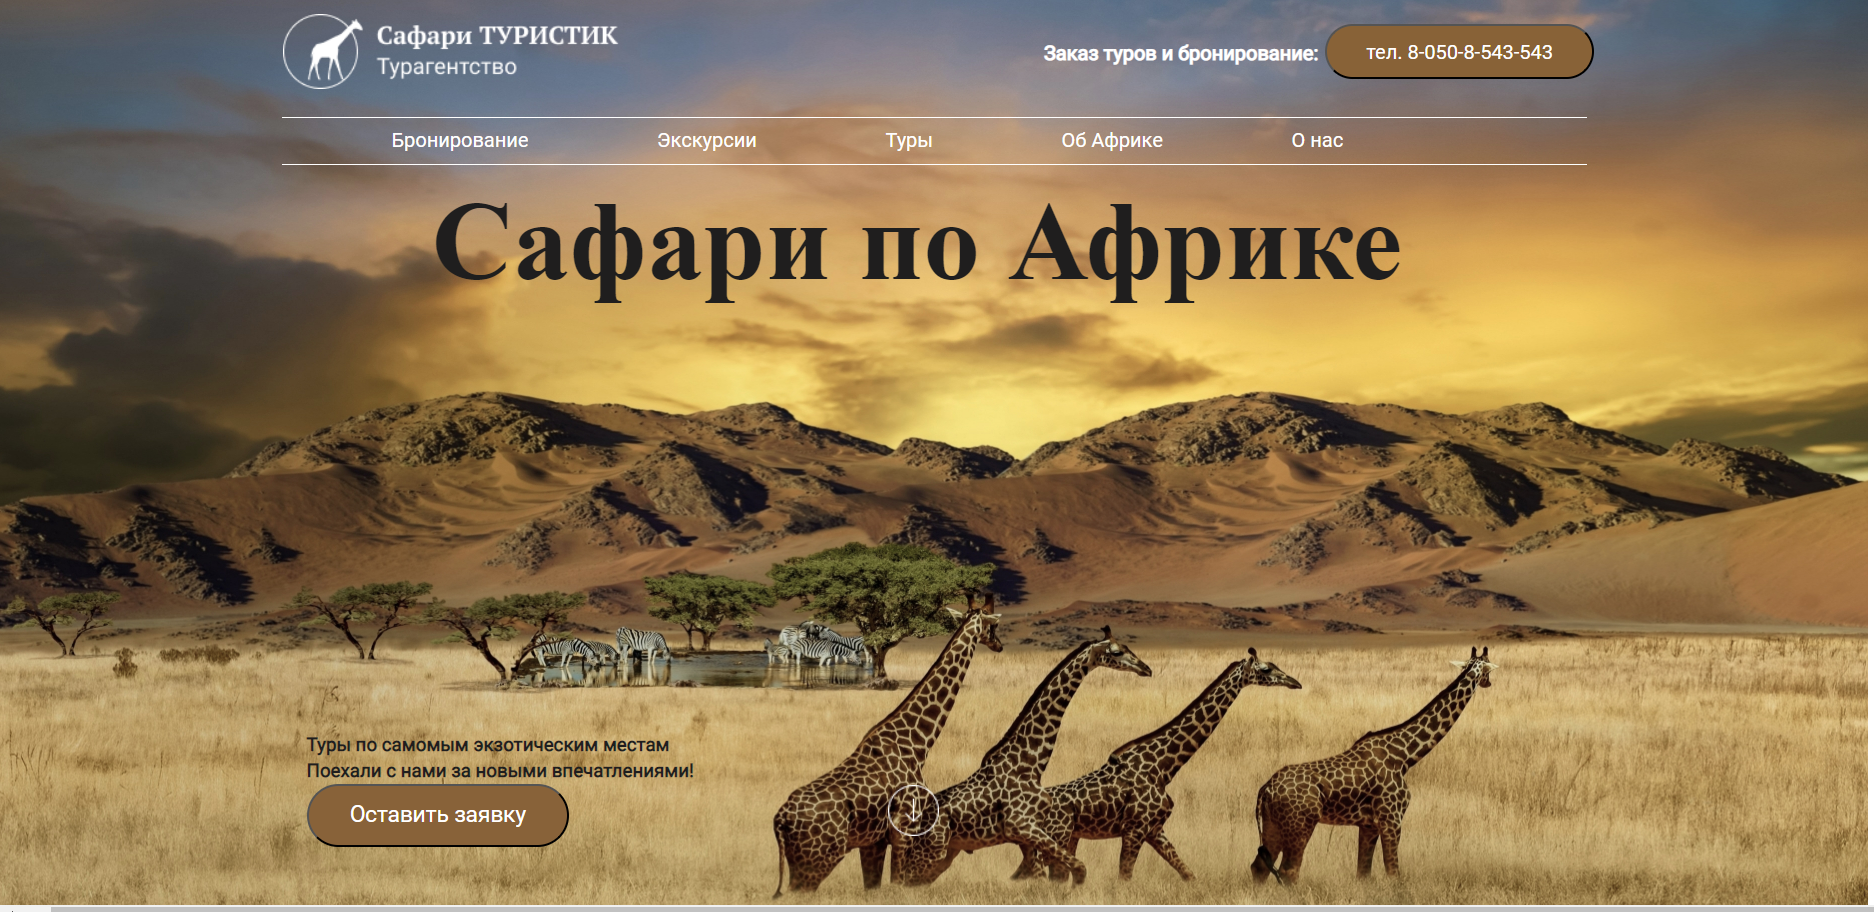 Сафари ТУРИСТИК
Турагентство
Заказ туров и бронирование:
тел. 8-050-8-543-543
Бронирование Экскурсии Туры Об Африке О нас
Сафари по Африке
Туры по самомым экзотическим местам
Поехали с нами за новыми впечатлениями!
Оставить заявку